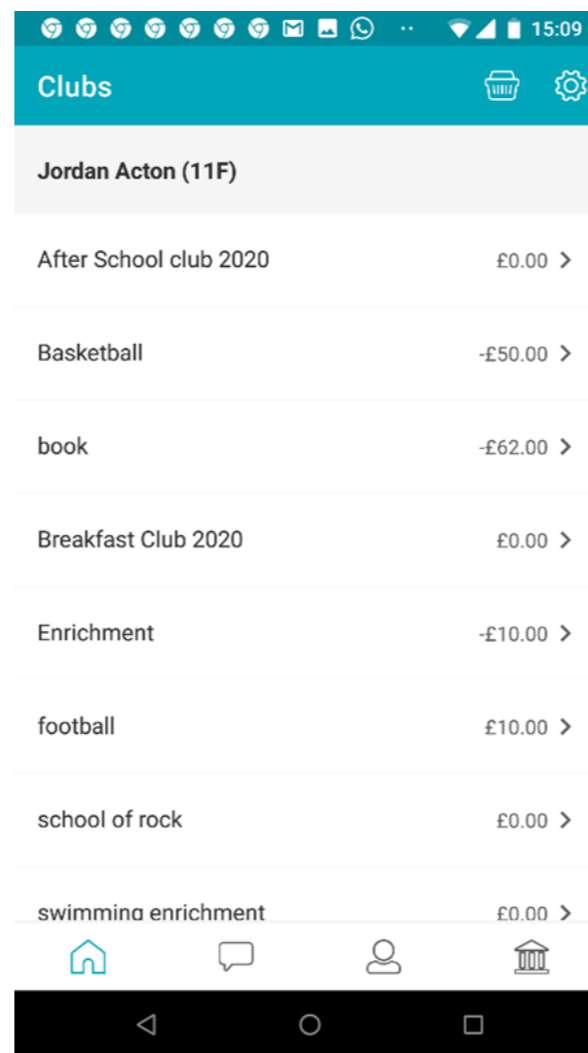 15:09
Clubs
Jordan Acton (11F)
After School club 2020 £0.00
Basketball -£50.00
book -£62.00
Breakfast Club 2020 £0.00
Enrichment -£10.00
football £10.00
school of rock £0.00
swimming enrichment £0.00